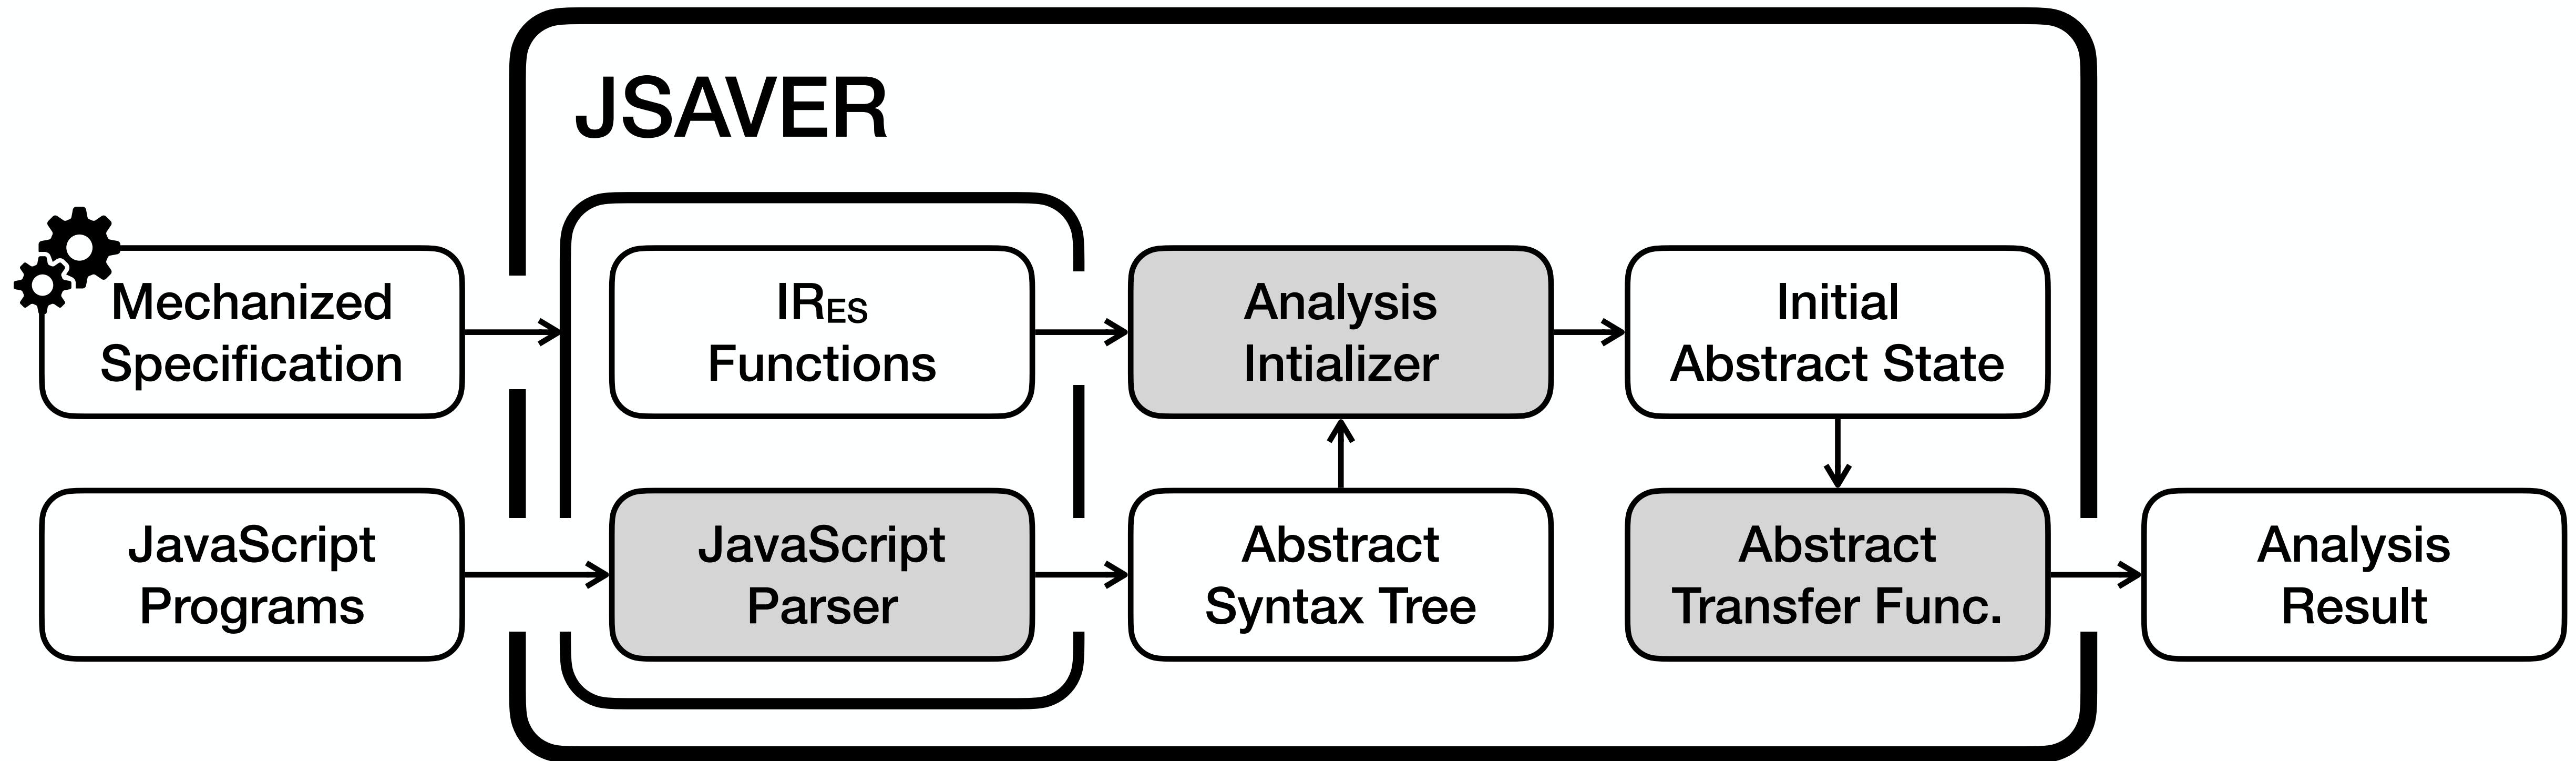 JSAVER
Mechanized
Specification
IRES
Functions
Analysis
Intializer
Initial
Abstract State
JavaScript
Programs
JavaScript
Parser
Abstract
Syntax Tree
Abstract
Transfer Func.
Analysis
Result